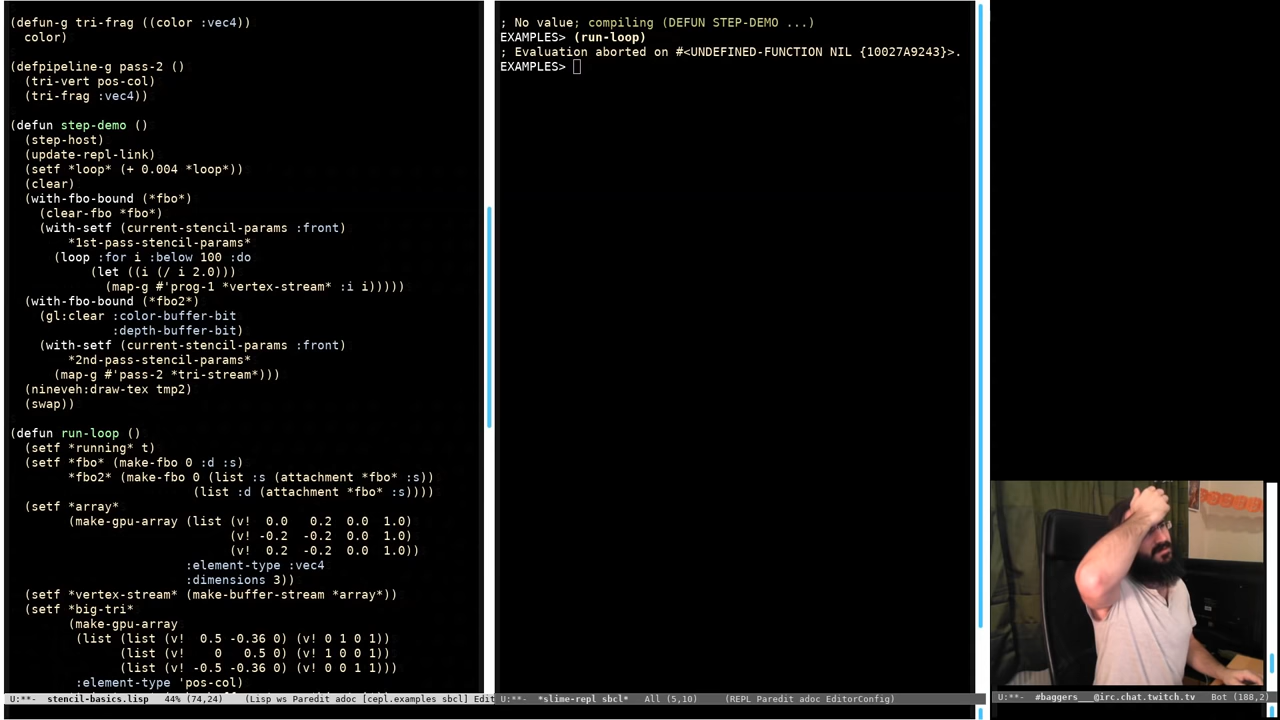 (defun-g tri-frag ((color :vec4))
  color)
(defpipeline-g pass-2 ()
  (tri-vert pos-col)
  (tri-frag :vec4))
(defun step-demo ()
  (step-host)
  (update-repl-link)
  (setf *loop* (+ 0.004 *loop*))
  (clear)
  (with-fbo-bound (*fbo*)
    (clear-fbo *fbo*)
    (with-setf (current-stencil-params :front)
        *1st-pass-stencil-params*
      (loop :for i :below 100 :do
           (let ((i (/ i 2.0)))
             (map-g #'prog-1 *vertex-stream* :i i)))))
  (with-fbo-bound (*fbo2*)
    (gl:clear :color-buffer-bit
              :depth-buffer-bit)
    (with-setf (current-stencil-params :front)
        *2nd-pass-stencil-params*
      (map-g #'pass-2 *tri-stream*)))
  (nineveh:draw-tex tmp2)
  (swap))
(defun run-loop ()
  (setf *running* t)
  (setf *fbo* (make-fbo 0 :d :s)
        *fbo2* (make-fbo 0 (list :s (attachment *fbo* :s))
                         (list :d (attachment *fbo* :s))))
  (setf *array*
        (make-gpu-array (list (v!  0.0   0.2  0.0  1.0)
                              (v! -0.2  -0.2  0.0  1.0)
                              (v!  0.2  -0.2  0.0  1.0))
                        :element-type :vec4
                        :dimensions 3))
  (setf *vertex-stream* (make-buffer-stream *array*))
  (setf *big-tri*
        (make-gpu-array
         (list (list (v!  0.5 -0.36 0) (v! 0 1 0 1))
               (list (v!    0   0.5 0) (v! 1 0 0 1))
               (list (v! -0.5 -0.36 0) (v! 0 0 1 1)))
         :element-type 'pos-col)
U:**-  stencil-basics.lisp   44% (74,24)    (Lisp ws Paredit adoc [cepl.examples sbcl] Edit
; No value; compiling (DEFUN STEP-DEMO ...)
EXAMPLES> (run-loop)
; Evaluation aborted on #<UNDEFINED-FUNCTION NIL {10027A9243}>.
EXAMPLES>
U:**-  *slime-repl sbcl*   All (5,10)    (REPL Paredit adoc EditorConfig)
U:**-  #baggers___@irc.chat.twitch.tv   Bot (188,2)